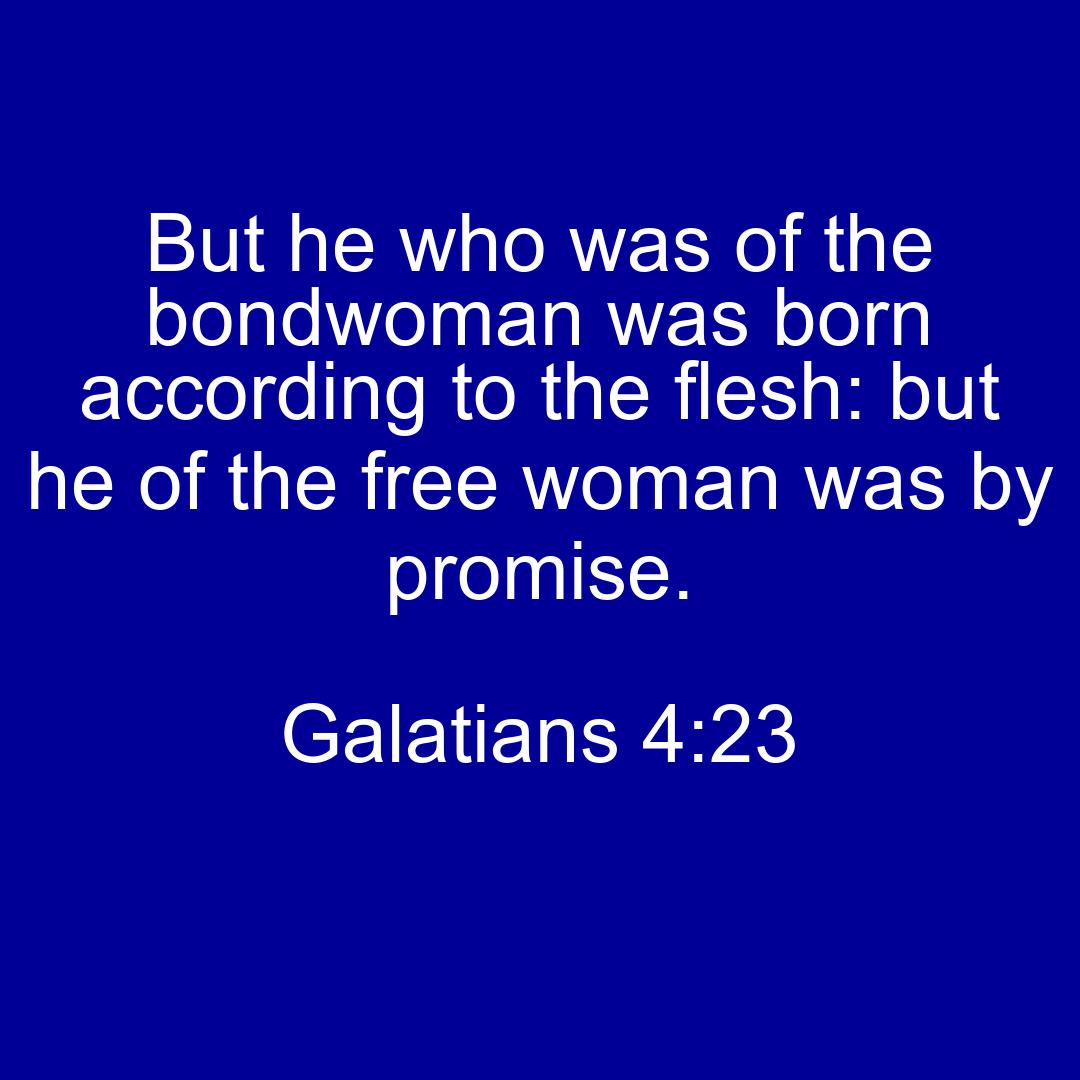 But he who was of the
bondwoman was born
according to the flesh: but
he of the free woman was by
promise.
Galatians 4:23